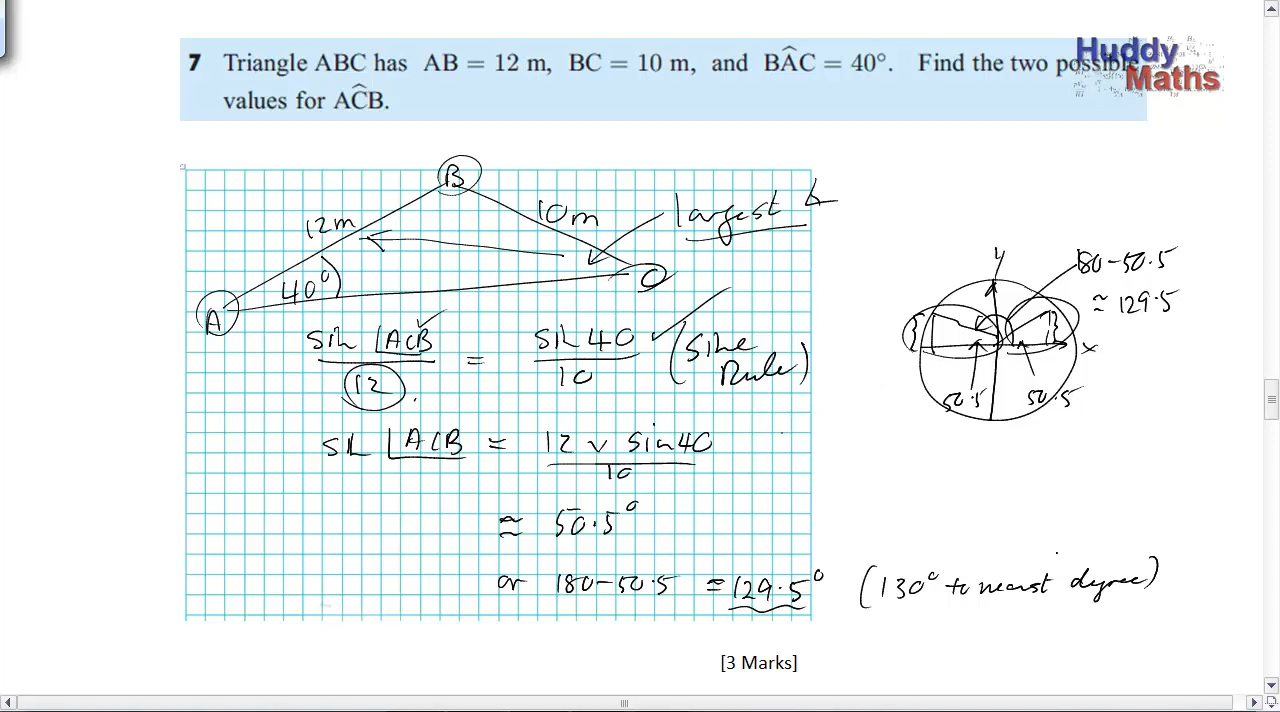 7 Triangle ABC has AB = 12 m, BC = 10 m, and BÂC = 40°. Find the two possible
values for AĈB.
Huddy
Maths
B
12m
10m
largest ∠
40°
A
C
sin ∠ACB / 12 = sin 40 / 10 (Sine Rule)
sin ∠ACB = 12 × sin 40 / 10
≈ 50.5°
or 180-50.5 ≈ 129.5° (130° to nearest degree)
y
180-50.5
≈ 129.5
x
50.5 50.5
[3 Marks]